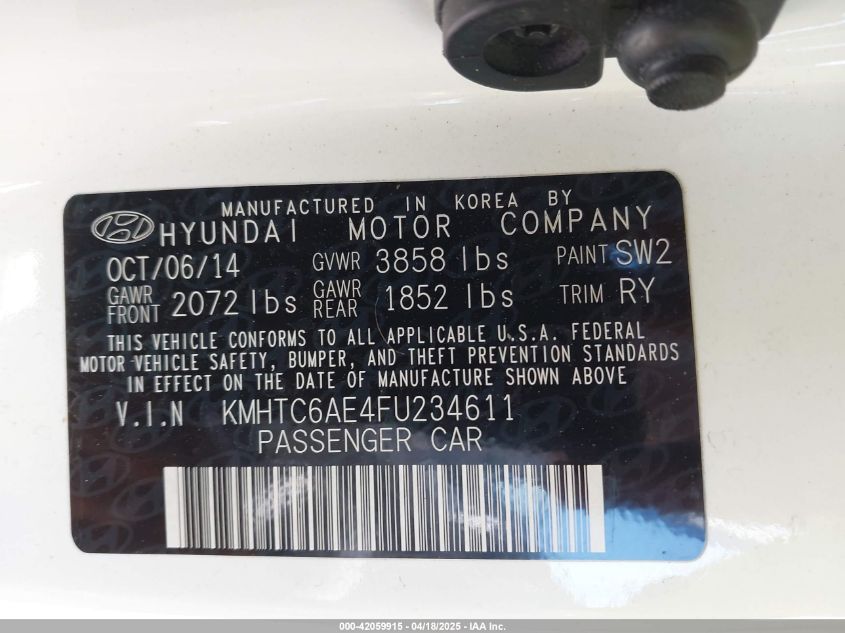 MANUFACTURED IN KOREA BY
HYUNDAI MOTOR COMPANY
OCT/06/14 GVWR 3858 lbs PAINT SW2
GAWR FRONT 2072 lbs GAWR REAR 1852 lbs TRIM RY
THIS VEHICLE CONFORMS TO ALL APPLICABLE U.S.A. FEDERAL
MOTOR VEHICLE SAFETY, BUMPER, AND THEFT PREVENTION STANDARDS
IN EFFECT ON THE DATE OF MANUFACTURE SHOWN ABOVE
V.I.N KMHTC6AE4FU234611
PASSENGER CAR
000-42059915 - 04/18/2025 - IAA Inc.